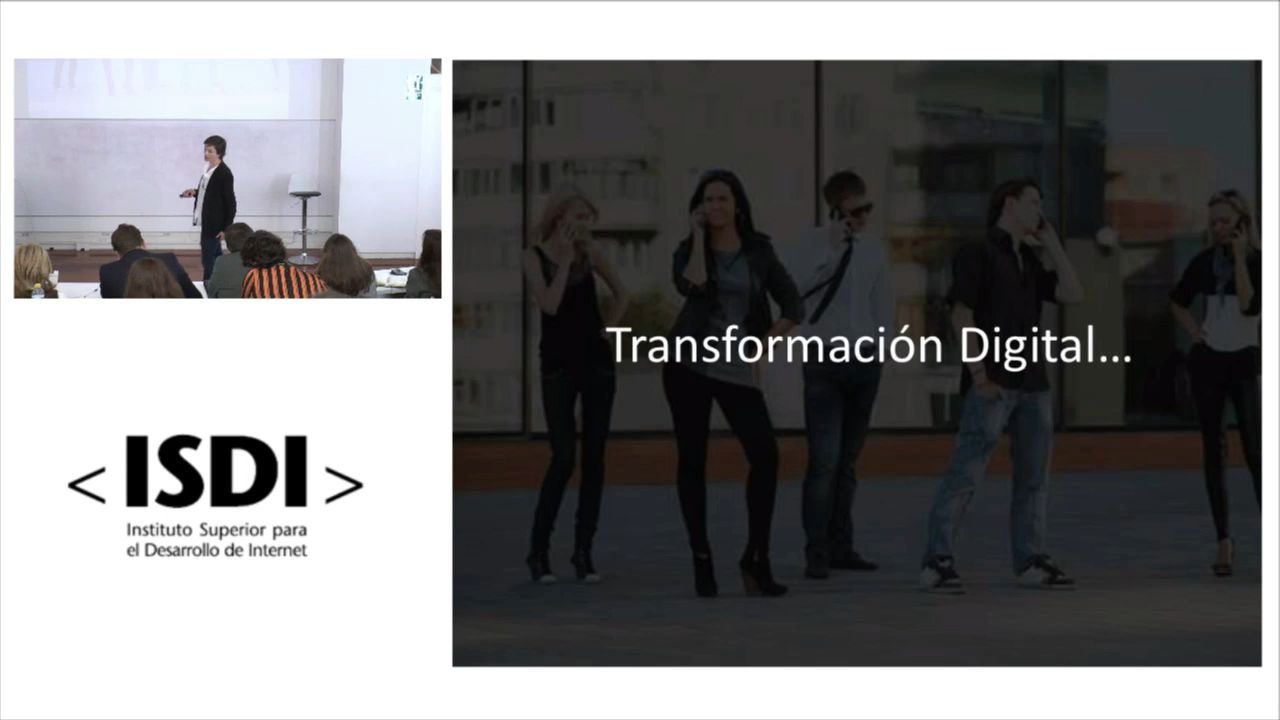 Transformación Digital...
< ISDI >
Instituto Superior para
el Desarrollo de Internet